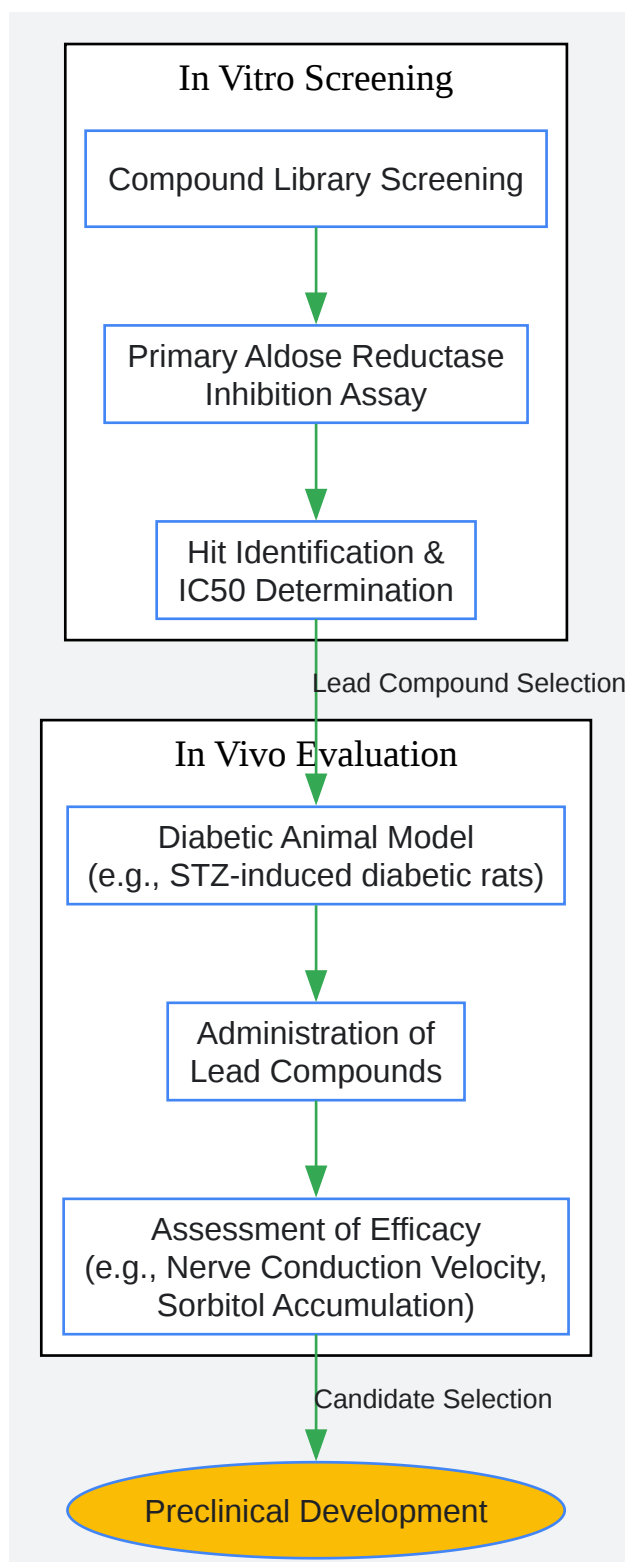 In Vitro Screening
Compound Library Screening
Primary Aldose Reductase
Inhibition Assay
Hit Identification &
IC50 Determination
Lead Compound Selection
In Vivo Evaluation
Diabetic Animal Model
(e.g., STZ-induced diabetic rats)
Administration of
Lead Compounds
Assessment of Efficacy
(e.g., Nerve Conduction Velocity,
Sorbitol Accumulation)
Candidate Selection
Preclinical Development